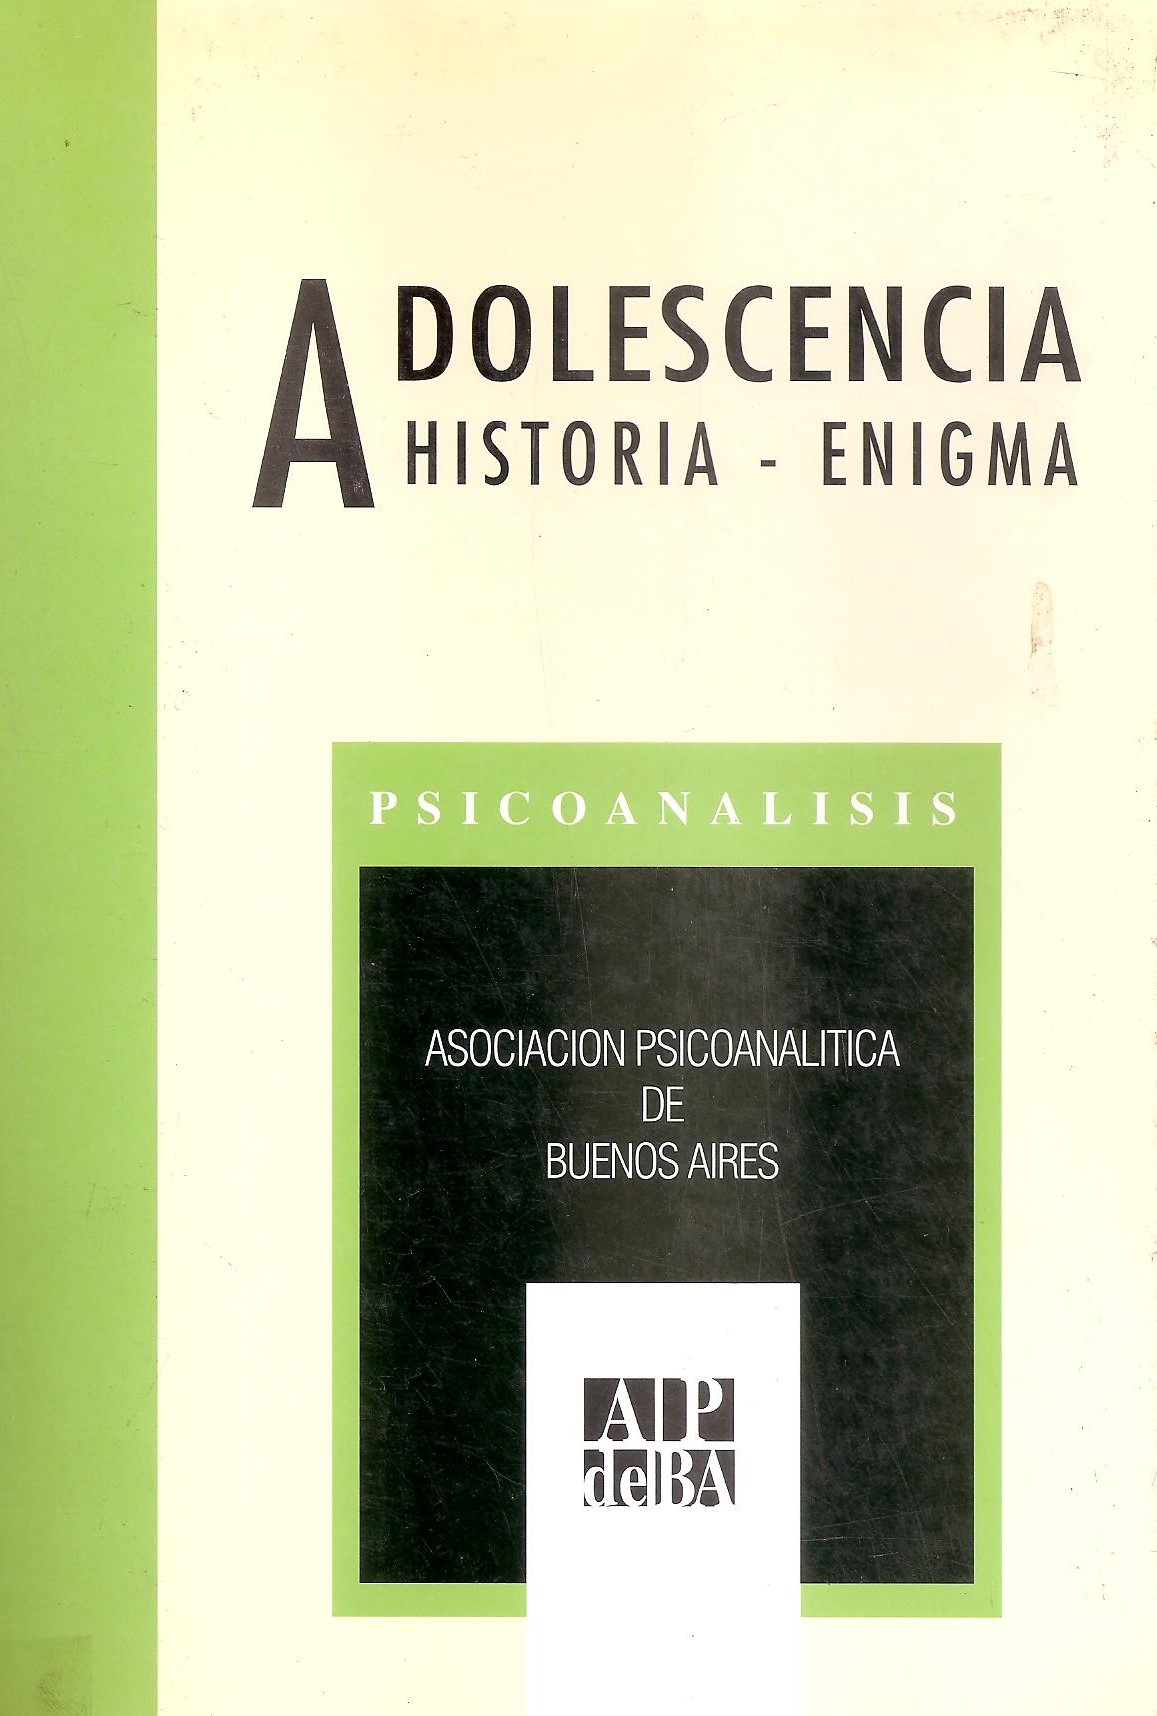 ADOLESCENCIA
HISTORIA - ENIGMA
PSICOANALISIS
ASOCIACION PSICOANALITICA
DE
BUENOS AIRES
AP
deBA